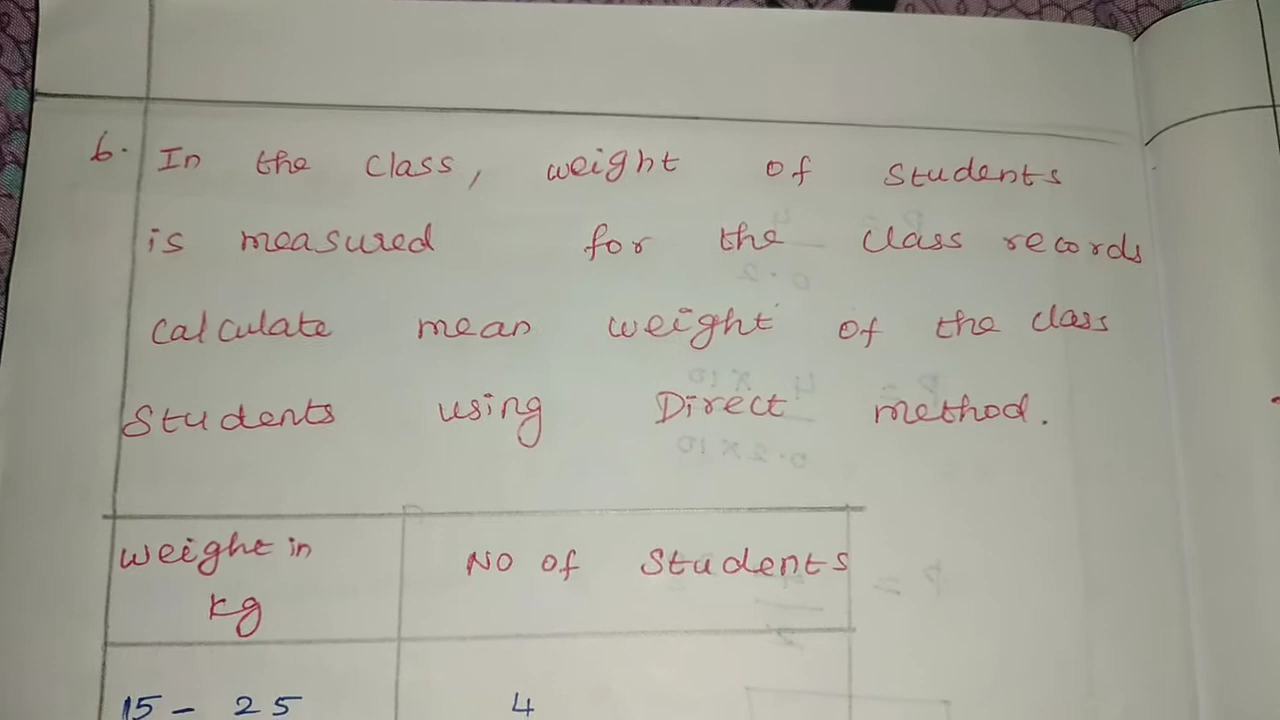 6. In the class, weight of students
is measured for the class records
calculate mean weight of the class
students using Direct method.
weight in kg No of students
15 - 25 4